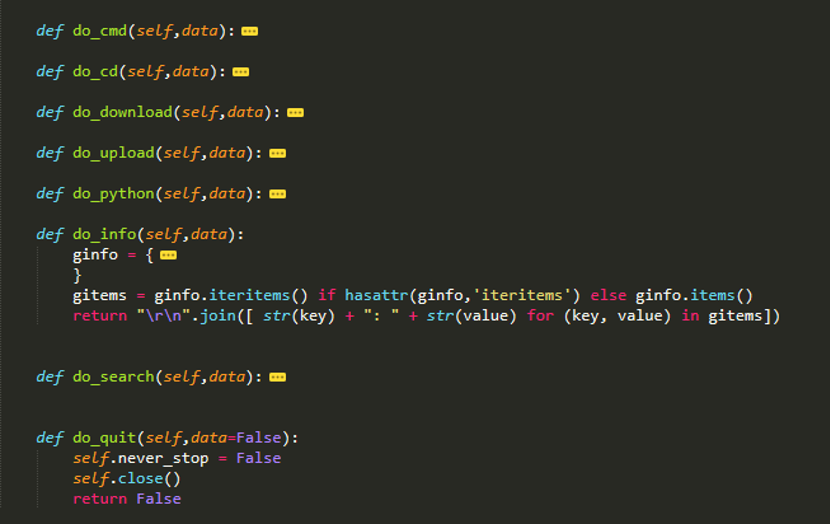 def do_cmd(self,data): ···
def do_cd(self,data): ···
def do_download(self,data): ···
def do_upload(self,data): ···
def do_python(self,data): ···
def do_info(self,data):
    ginfo = { ···
    }
    gitems = ginfo.iteritems() if hasattr(ginfo,'iteritems') else ginfo.items()
    return "\r\n".join([ str(key) + ": " + str(value) for (key, value) in gitems])
def do_search(self,data): ···
def do_quit(self,data=False):
    self.never_stop = False
    self.close()
    return False